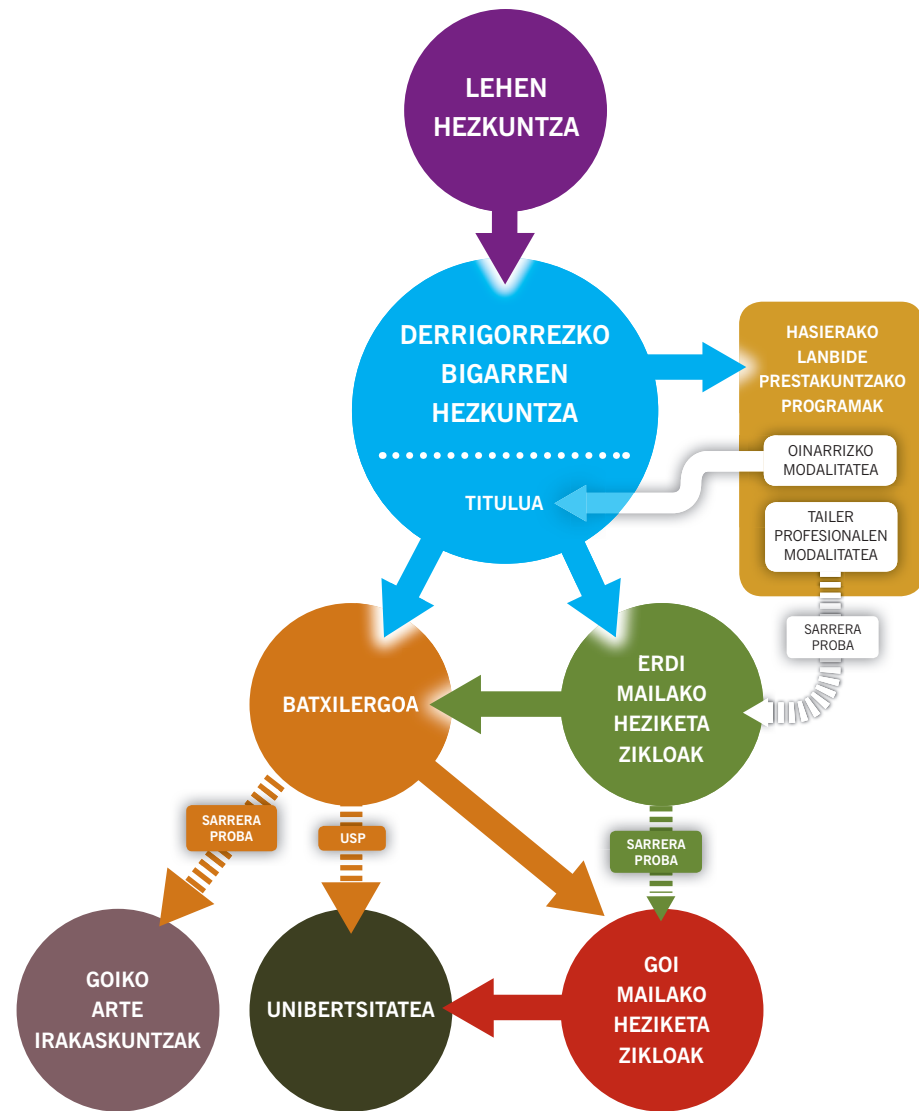 LEHEN
HEZKUNTZA
DERRIGORREZKO
BIGARREN
HEZKUNTZA
TITULUA
HASIERAKO
LANBIDE
PRESTAKUNTZAKO
PROGRAMAK
OINARRIZKO
MODALITATEA
TAILER
PROFESIONALEN
MODALITATEA
SARRERA
PROBA
BATXILERGOA
ERDI
MAILAKO
HEZIKETA
ZIKLOAK
SARRERA
PROBA
USP
SARRERA
PROBA
GOIKO
ARTE
IRAKASKUNTZAK
UNIBERTSITATEA
GOI
MAILAKO
HEZIKETA
ZIKLOAK